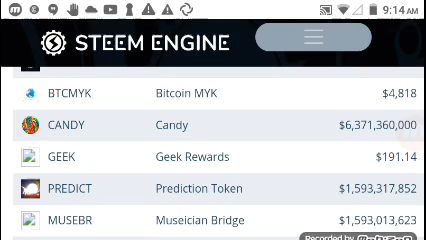 9:14 AM
STEEM ENGINE
BTCMYK Bitcoin MYK $4,818
CANDY Candy $6,371,360,000
GEEK Geek Rewards $191.14
PREDICT Prediction Token $1,593,317,852
MUSEBR Museician Bridge $1,593,013,623
Recorded by